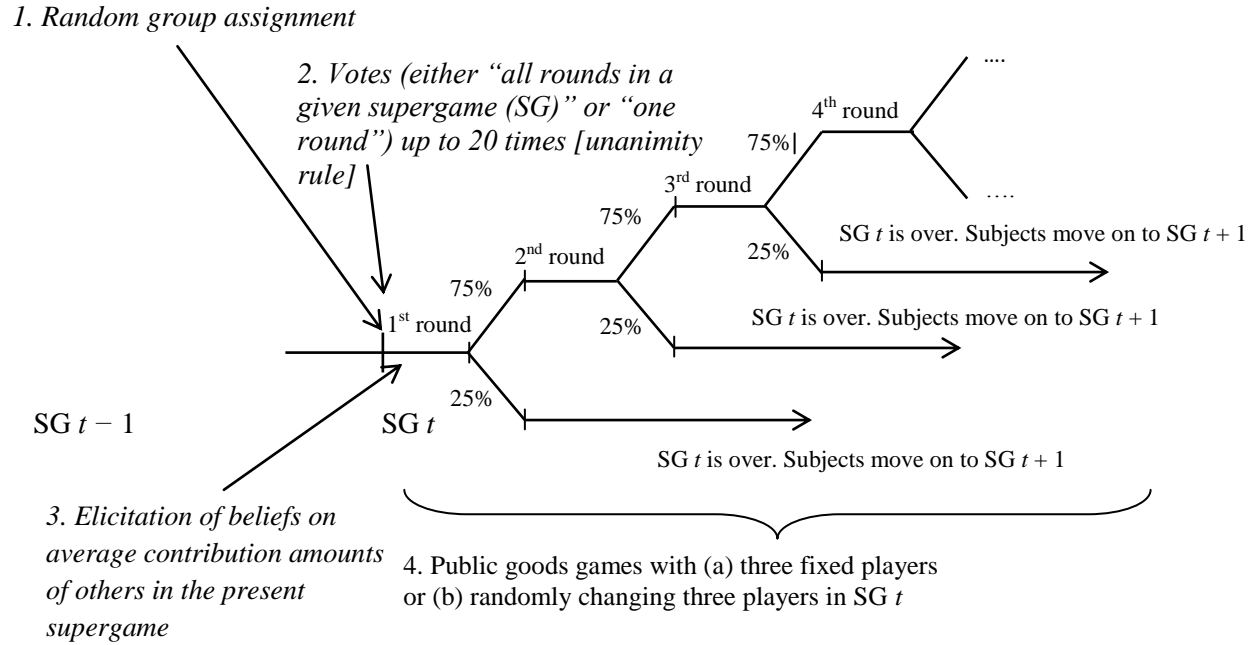 1. Random group assignment
2. Votes (either “all rounds in a
given supergame (SG)” or “one
round”) up to 20 times [unanimity
rule]
....
4th round
75%
3rd round
….
75%
SG t is over. Subjects move on to SG t + 1
25%
2nd round
75%
SG t is over. Subjects move on to SG t + 1
1st round
25%
25%
SG t − 1
SG t
SG t is over. Subjects move on to SG t + 1
3. Elicitation of beliefs on
average contribution amounts
of others in the present
supergame
4. Public goods games with (a) three fixed players
or (b) randomly changing three players in SG t